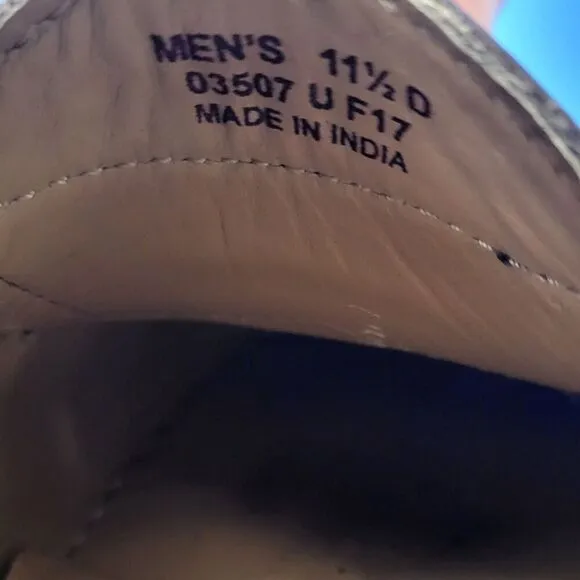 MEN'S 11½ D
03507 U F17
MADE IN INDIA